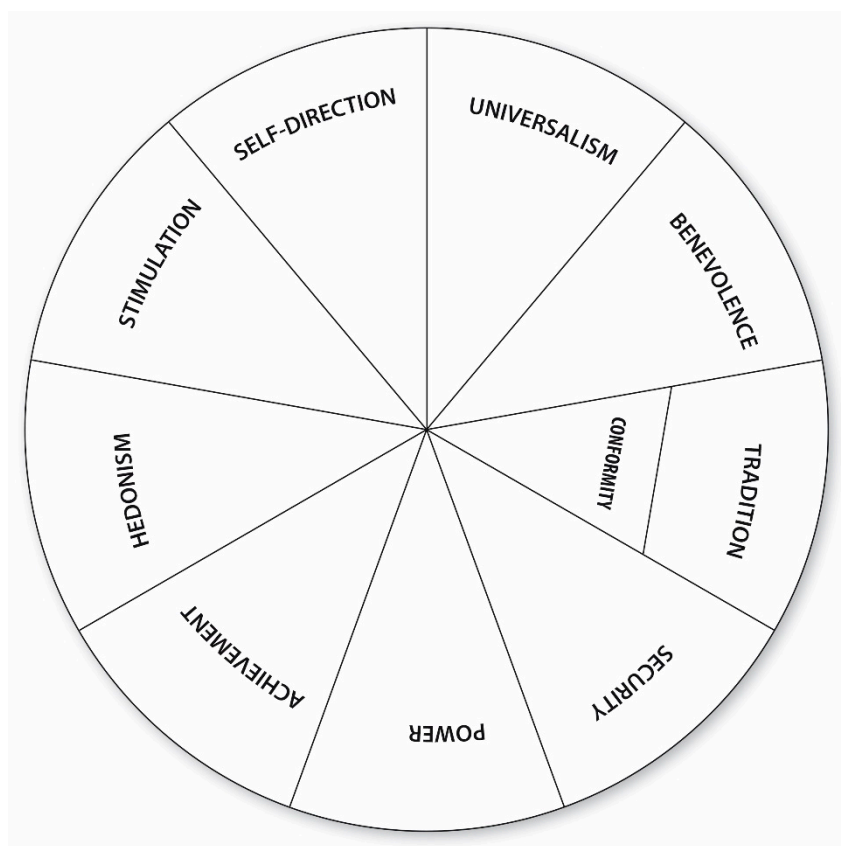 SELF-DIRECTION
UNIVERSALISM
BENEVOLENCE
TRADITION
CONFORMITY
SECURITY
POWER
ACHIEVEMENT
HEDONISM
STIMULATION